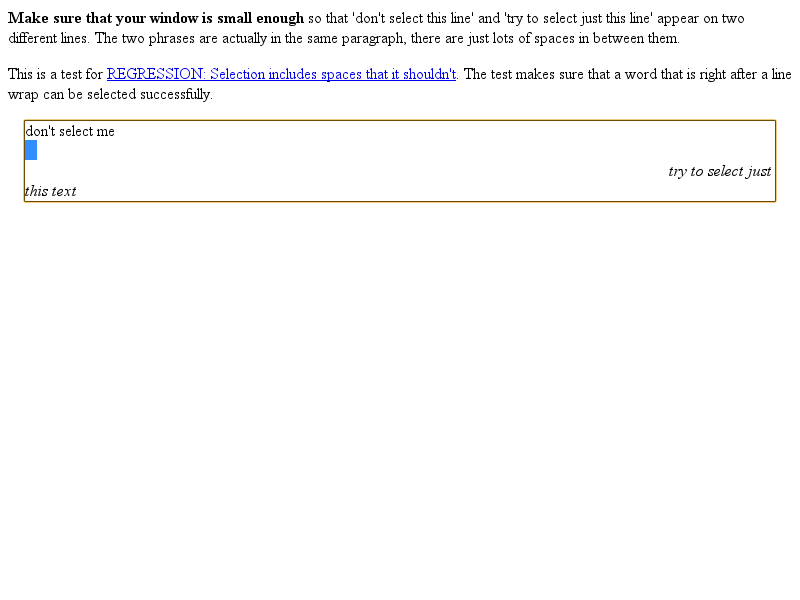 Make sure that your window is small enough so that 'don't select this line' and 'try to select just this line' appear on two
different lines. The two phrases are actually in the same paragraph, there are just lots of spaces in between them.
This is a test for REGRESSION: Selection includes spaces that it shouldn't. The test makes sure that a word that is right after a line
wrap can be selected successfully.
don't select me
try to select just
this text